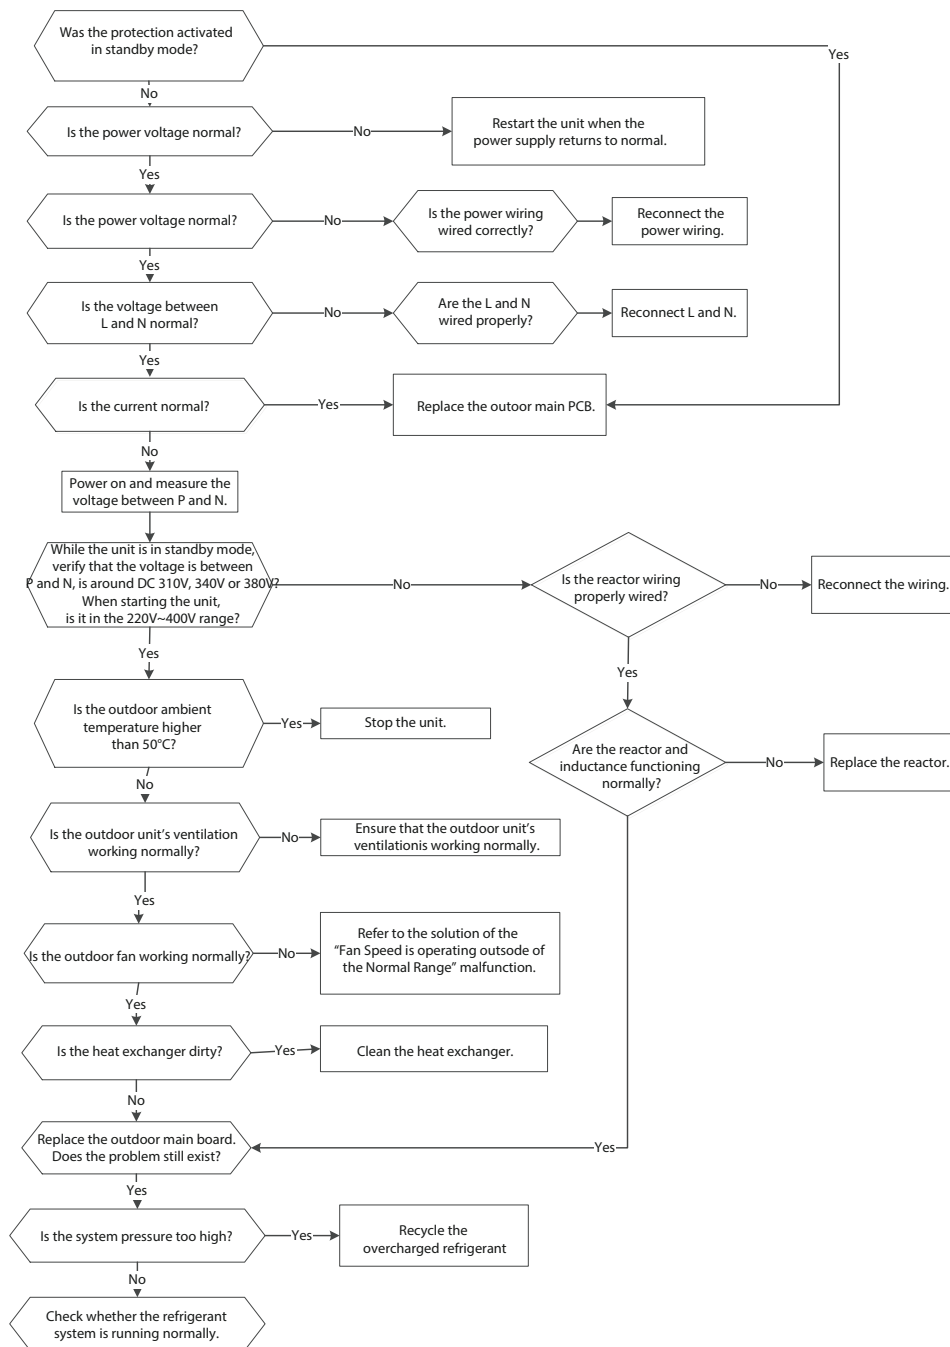 Was the protection activated
in standby mode?
Yes
No
Is the power voltage normal?
No
Restart the unit when the
power supply returns to normal.
Yes
Is the power voltage normal?
No
Is the power wiring
wired correctly?
Reconnect the
power wiring.
Yes
Is the voltage between
L and N normal?
No
Are the L and N
wired properly?
Reconnect L and N.
Yes
Is the current normal?
Yes
Replace the outoor main PCB.
No
Power on and measure the
voltage between P and N.
While the unit is in standby mode,
verify that the voltage is between
P and N, is around DC 310V, 340V or 380V?
When starting the unit,
is it in the 220V~400V range?
No
Is the reactor wiring
properly wired?
No
Reconnect the wiring.
Yes
Yes
Is the outdoor ambient
temperature higher
than 50°C?
Yes
Stop the unit.
Are the reactor and
inductance functioning
normally?
No
Replace the reactor.
No
Is the outdoor unit's ventilation
working normally?
No
Ensure that the outdoor unit's
ventilationis working normally.
Yes
Is the outdoor fan working normally?
No
Refer to the solution of the
"Fan Speed is operating outsode of
the Normal Range" malfunction.
Yes
Is the heat exchanger dirty?
Yes
Clean the heat exchanger.
No
Replace the outdoor main board.
Does the problem still exist?
Yes
Yes
Is the system pressure too high?
Yes
Recycle the
overcharged refrigerant
No
Check whether the refrigerant
system is running normally.